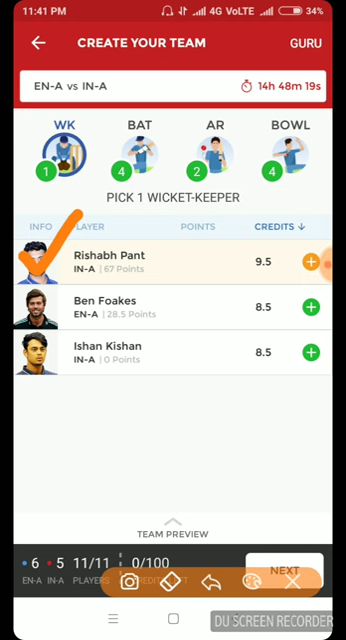 11:41 PM 4G VoLTE 34%
CREATE YOUR TEAM GURU
EN-A vs IN-A 14h 48m 19s
WK BAT AR BOWL
1 4 2 4
PICK 1 WICKET-KEEPER
INFO LAYER POINTS CREDITS ↓
Rishabh Pant
IN-A | 67 Points
9.5 +
Ben Foakes
EN-A | 28.5 Points
8.5 +
Ishan Kishan
IN-A | 0 Points
8.5 +
TEAM PREVIEW
6 5 11/11 0/100 NEXT
EN-A IN-A PLAYERS
DU SCREEN RECORDER